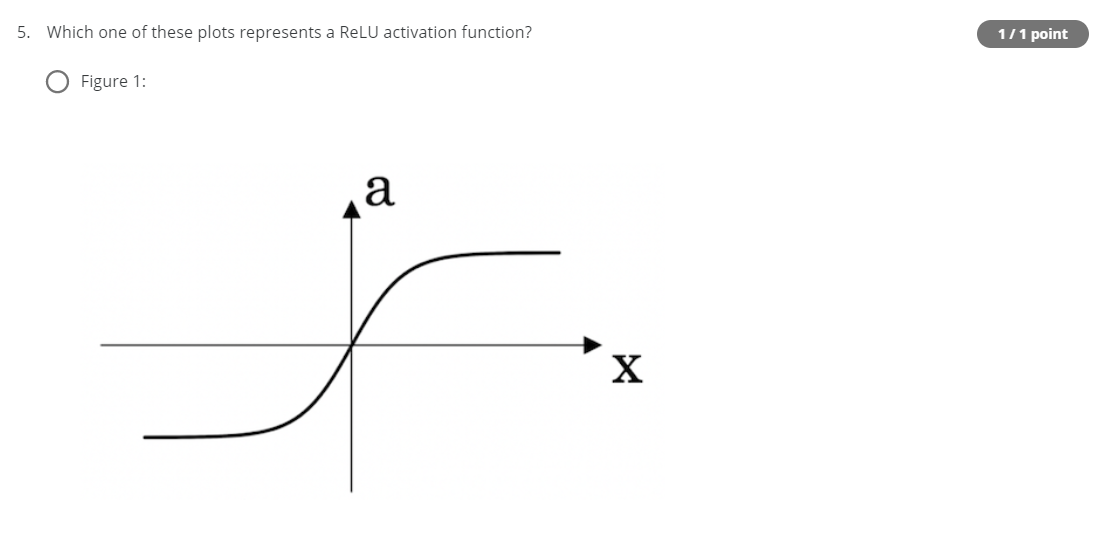 5. Which one of these plots represents a ReLU activation function?
1 / 1 point
Figure 1:
a
x